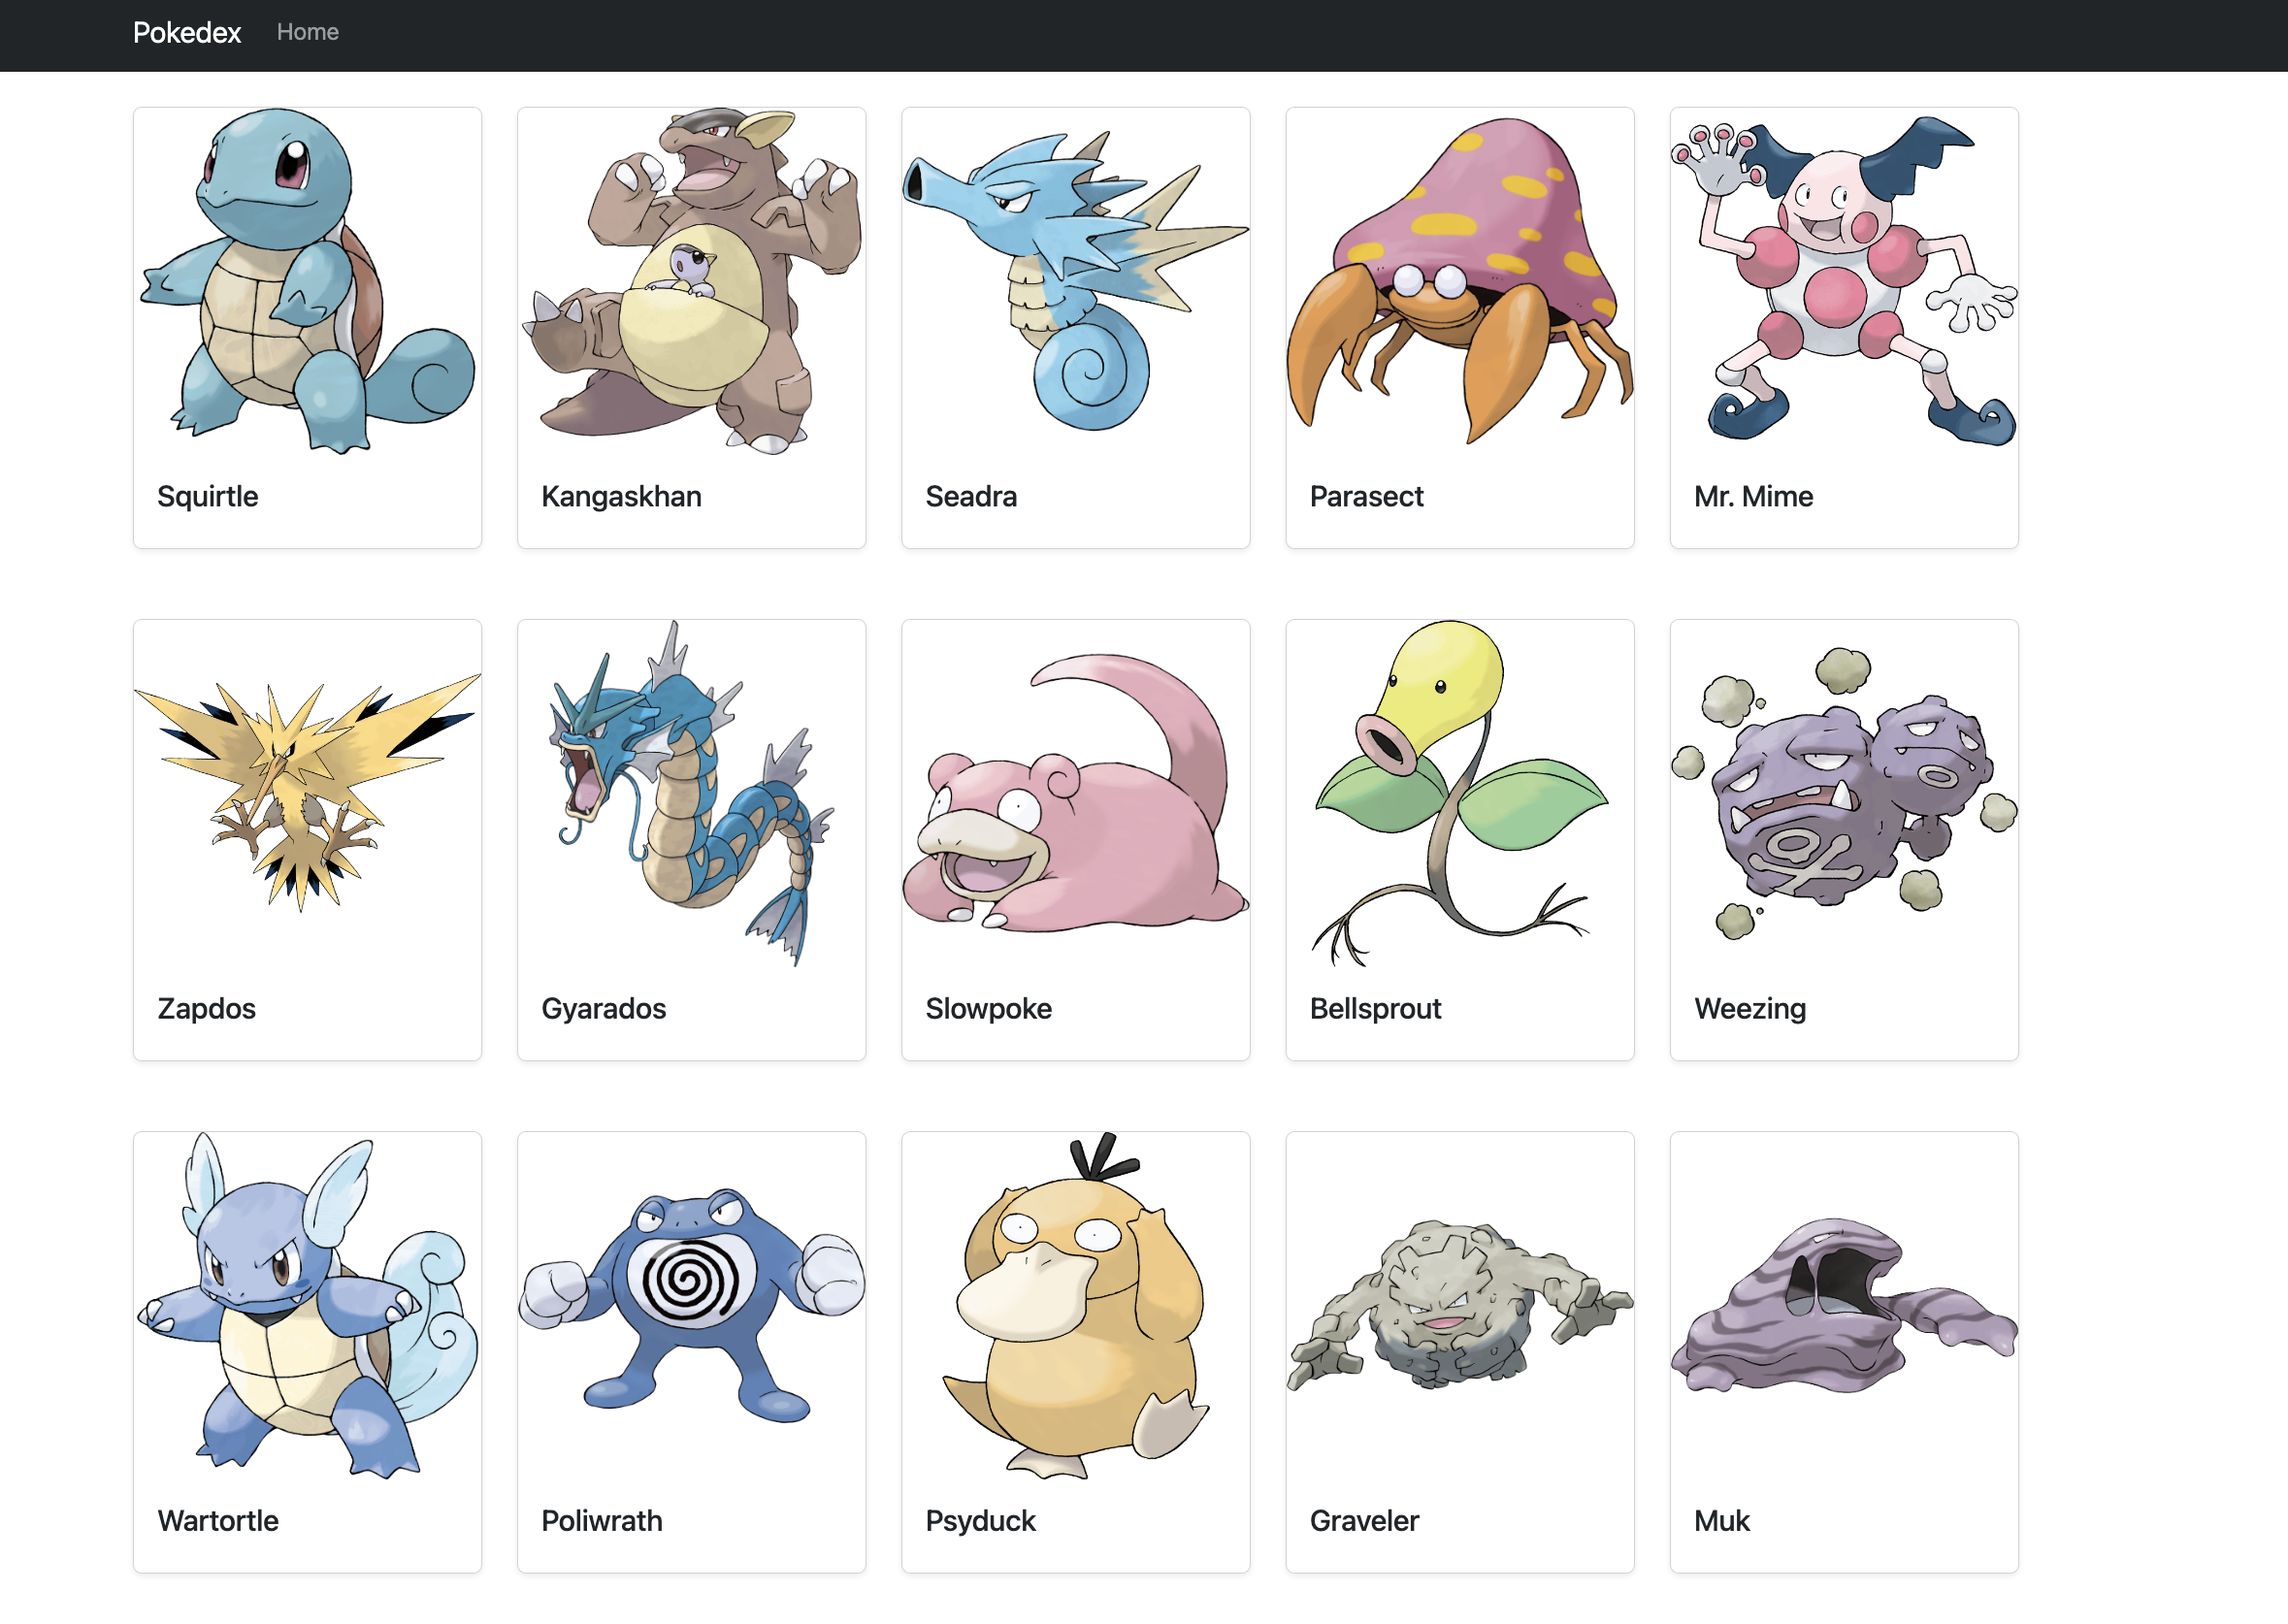 Pokedex Home
Squirtle Kangaskhan Seadra Parasect Mr. Mime
Zapdos Gyarados Slowpoke Bellsprout Weezing
Wartortle Poliwrath Psyduck Graveler Muk